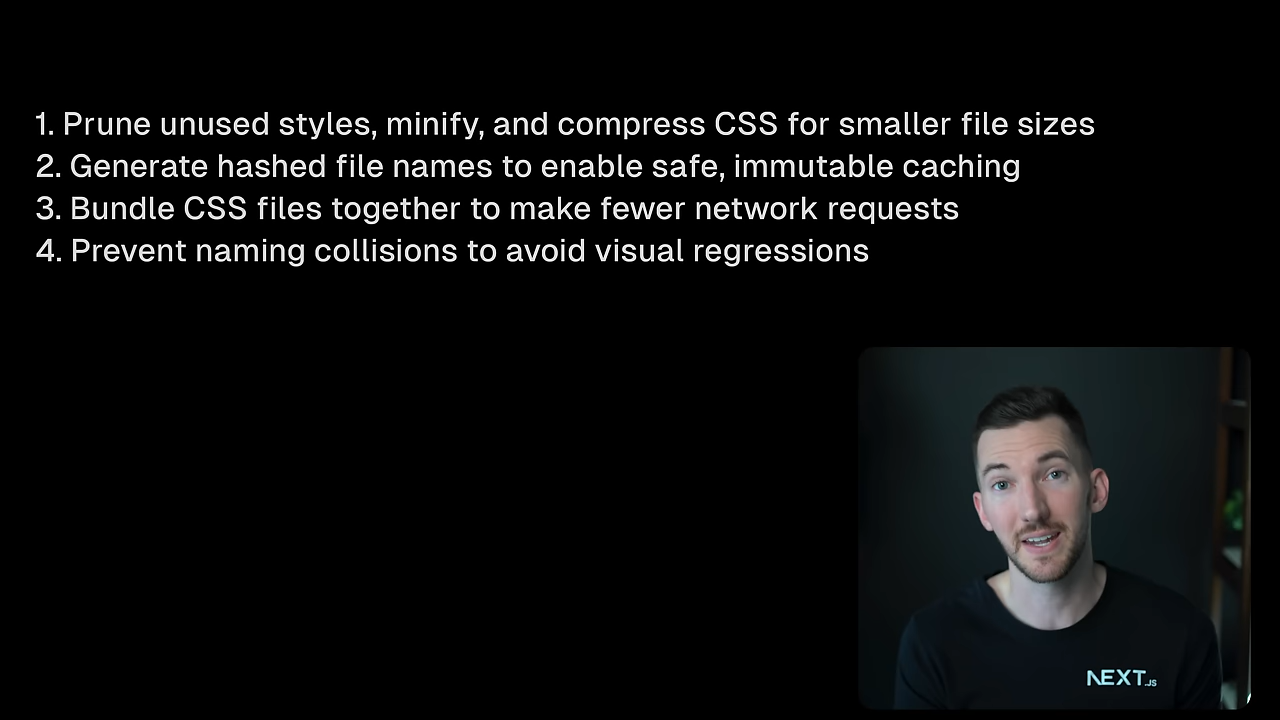 1. Prune unused styles, minify, and compress CSS for smaller file sizes
2. Generate hashed file names to enable safe, immutable caching
3. Bundle CSS files together to make fewer network requests
4. Prevent naming collisions to avoid visual regressions
NEXT.JS